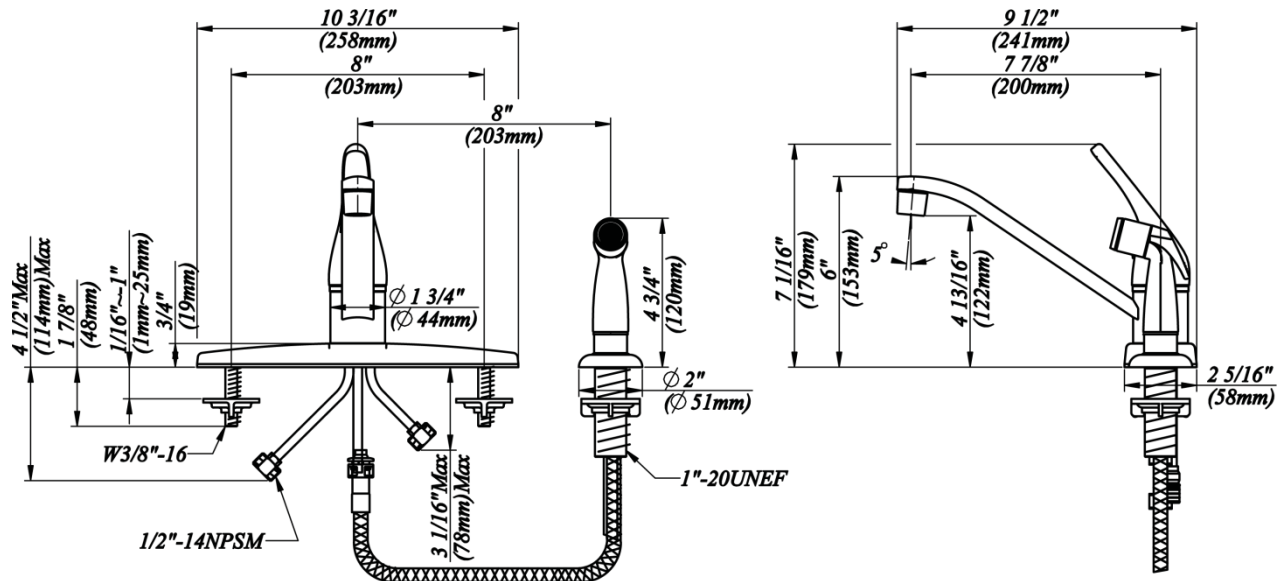 10 3/16"
(258mm)
8"
(203mm)
8"
(203mm)
4 1/2"Max
(114mm)Max
1 7/8"
(48mm)
1/16"~1"
(1mm~25mm)
3/4"
(19mm)
Ø 1 3/4"
(Ø 44mm)
4 3/4"
(120mm)
Ø 2"
(Ø 51mm)
W3/8"-16
1/2"-14NPSM
3 1/16"Max
(78mm)Max
1"-20UNEF
9 1/2"
(241mm)
7 7/8"
(200mm)
7 1/16"
(179mm)
6"
(153mm)
5°
4 13/16"
(122mm)
2 5/16"
(58mm)